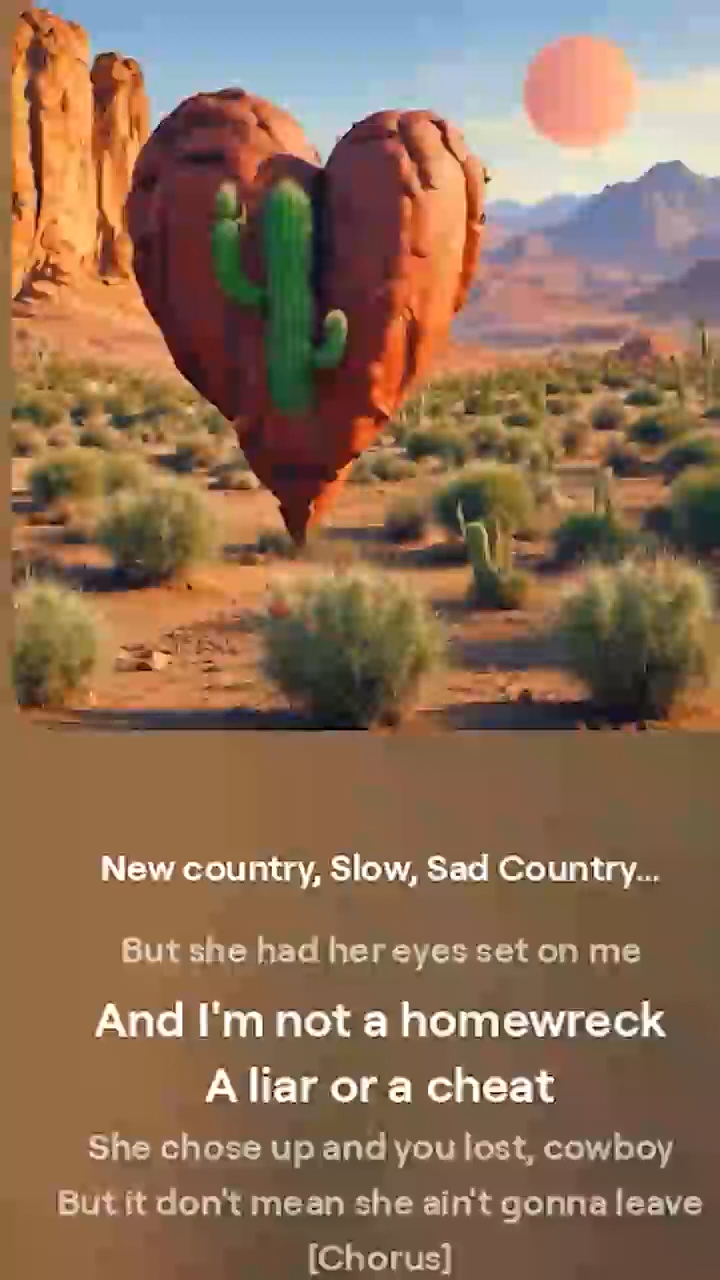 New country, Slow, Sad Country...
But she had her eyes set on me
And I'm not a homewreck
A liar or a cheat
She chose up and you lost, cowboy
But it don't mean she ain't gonna leave
[Chorus]